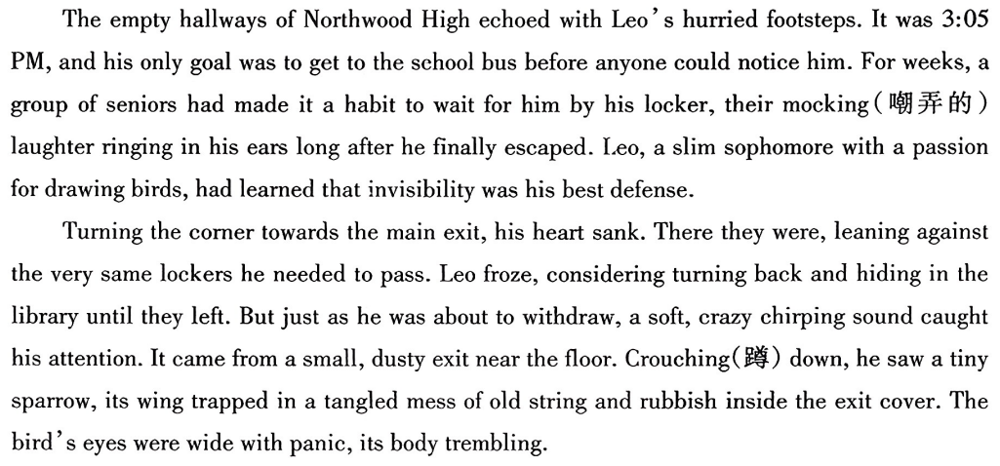 The empty hallways of Northwood High echoed with Leo's hurried footsteps. It was 3:05
PM, and his only goal was to get to the school bus before anyone could notice him. For weeks, a
group of seniors had made it a habit to wait for him by his locker, their mocking(嘲弄的)
laughter ringing in his ears long after he finally escaped. Leo, a slim sophomore with a passion
for drawing birds, had learned that invisibility was his best defense.
Turning the corner towards the main exit, his heart sank. There they were, leaning against
the very same lockers he needed to pass. Leo froze, considering turning back and hiding in the
library until they left. But just as he was about to withdraw, a soft, crazy chirping sound caught
his attention. It came from a small, dusty exit near the floor. Crouching(蹲) down, he saw a tiny
sparrow, its wing trapped in a tangled mess of old string and rubbish inside the exit cover. The
bird's eyes were wide with panic, its body trembling.